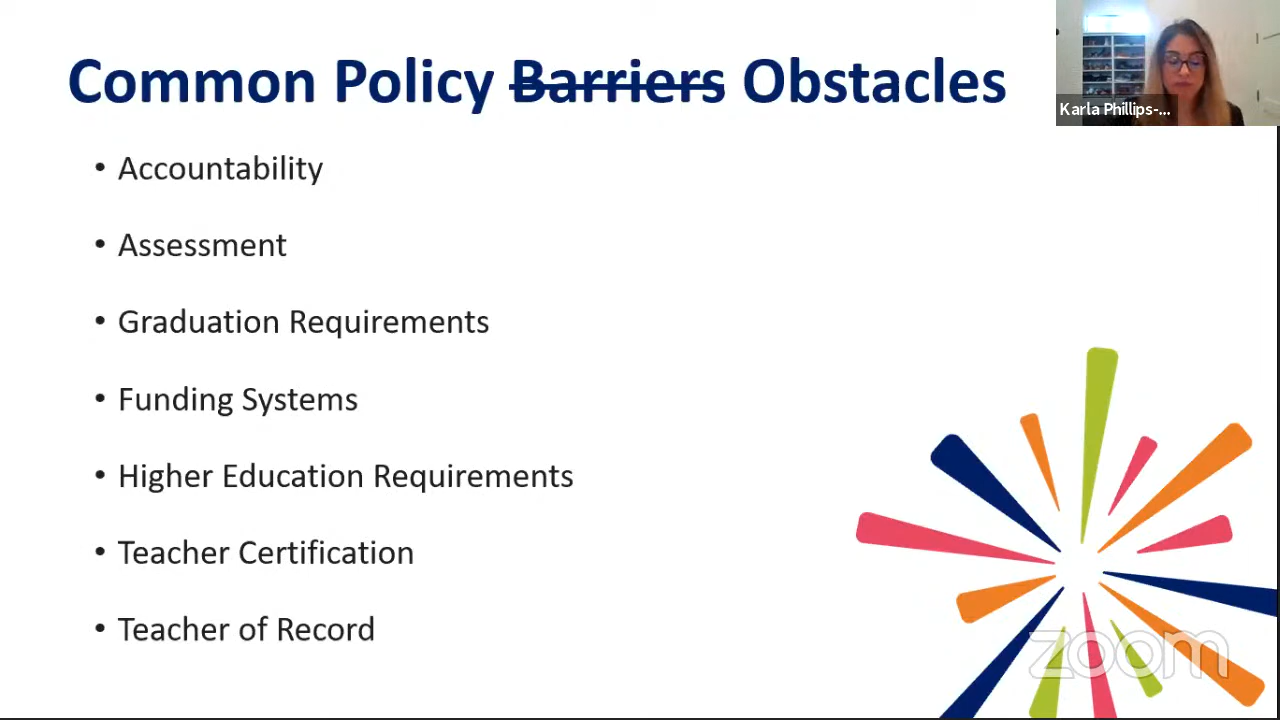 Common Policy Barriers Obstacles
Karla Phillips-...
• Accountability
• Assessment
• Graduation Requirements
• Funding Systems
• Higher Education Requirements
• Teacher Certification
• Teacher of Record
zoom